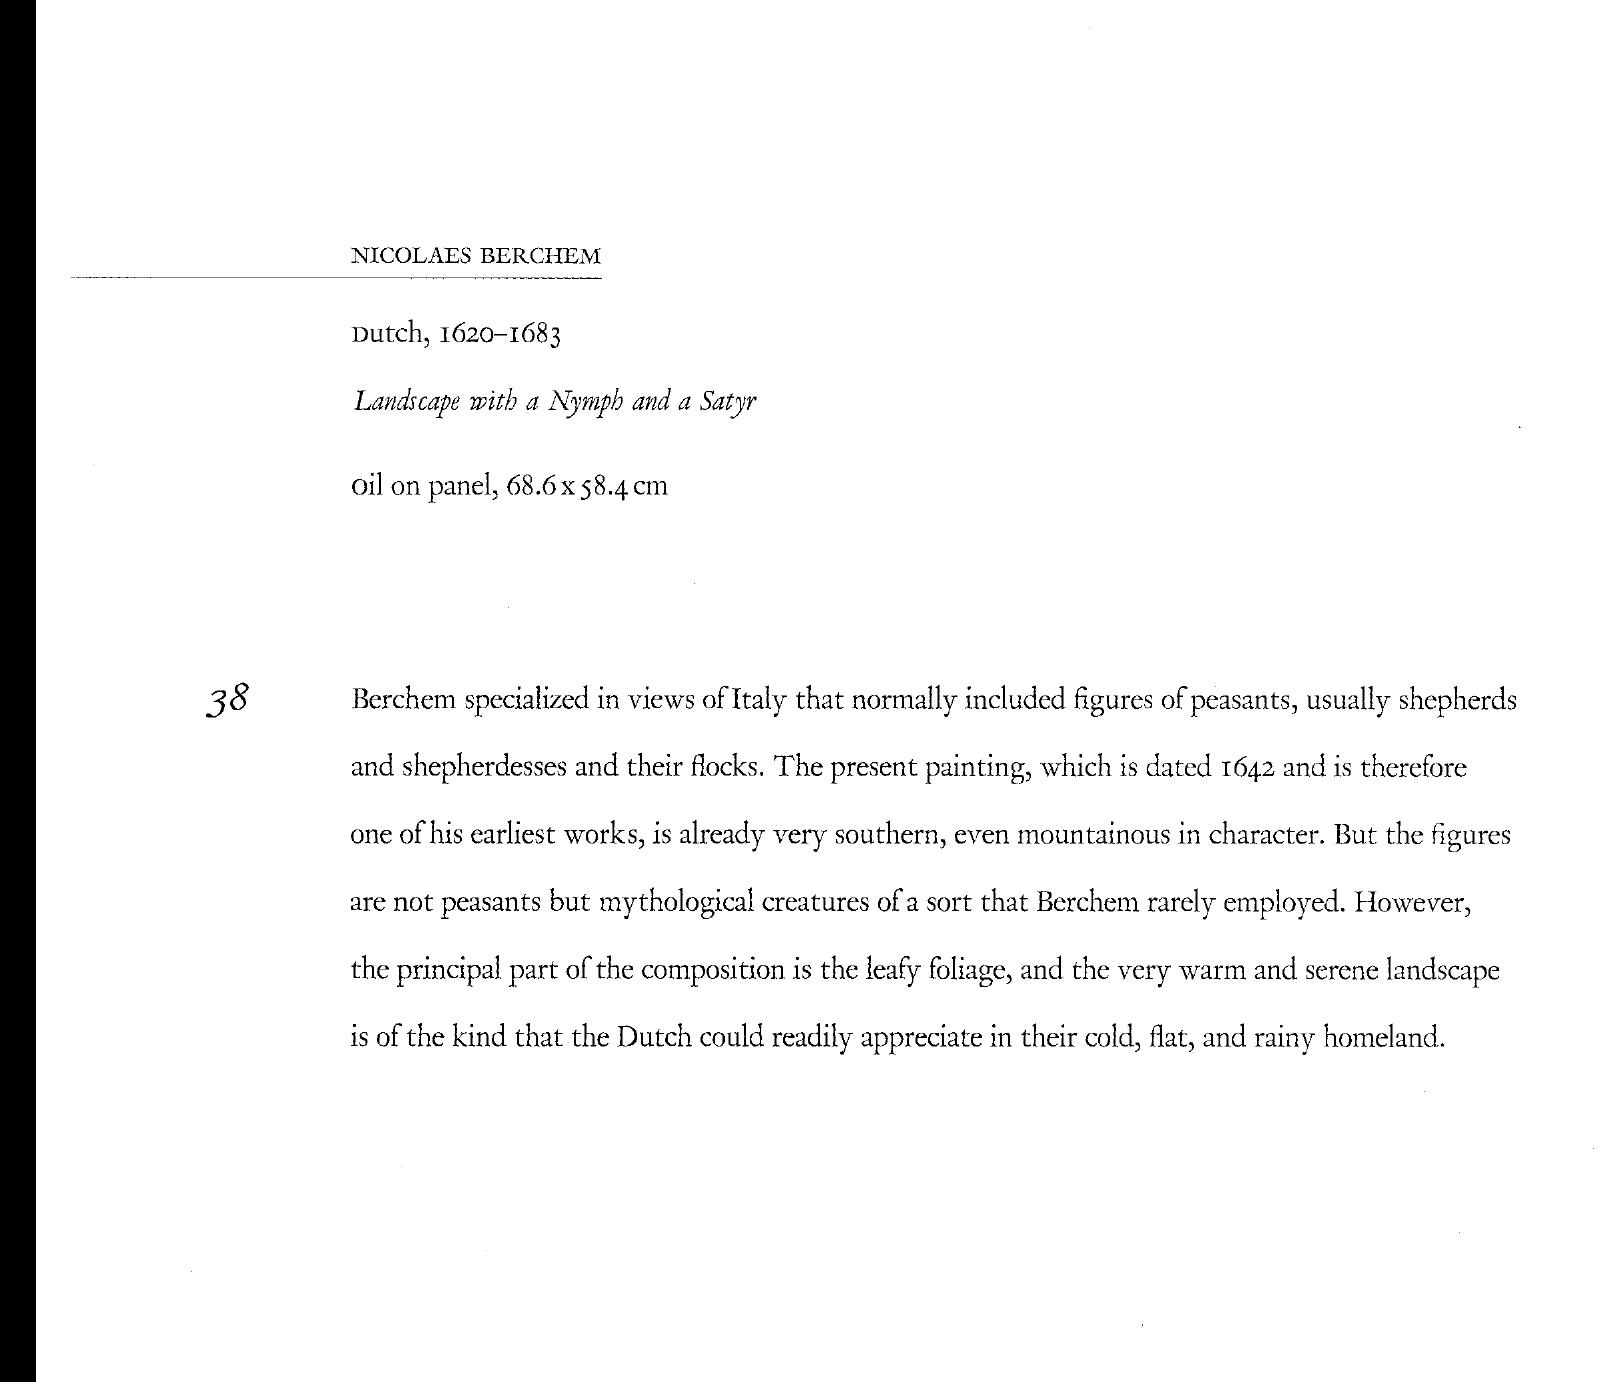 NICOLAES BERCHEM
Dutch, 1620–1683
Landscape with a Nymph and a Satyr
Oil on panel, 68.6 x 58.4 cm
38
Berchem specialized in views of Italy that normally included figures of peasants, usually shepherds
and shepherdesses and their flocks. The present painting, which is dated 1642 and is therefore
one of his earliest works, is already very southern, even mountainous in character. But the figures
are not peasants but mythological creatures of a sort that Berchem rarely employed. However,
the principal part of the composition is the leafy foliage, and the very warm and serene landscape
is of the kind that the Dutch could readily appreciate in their cold, flat, and rainy homeland.